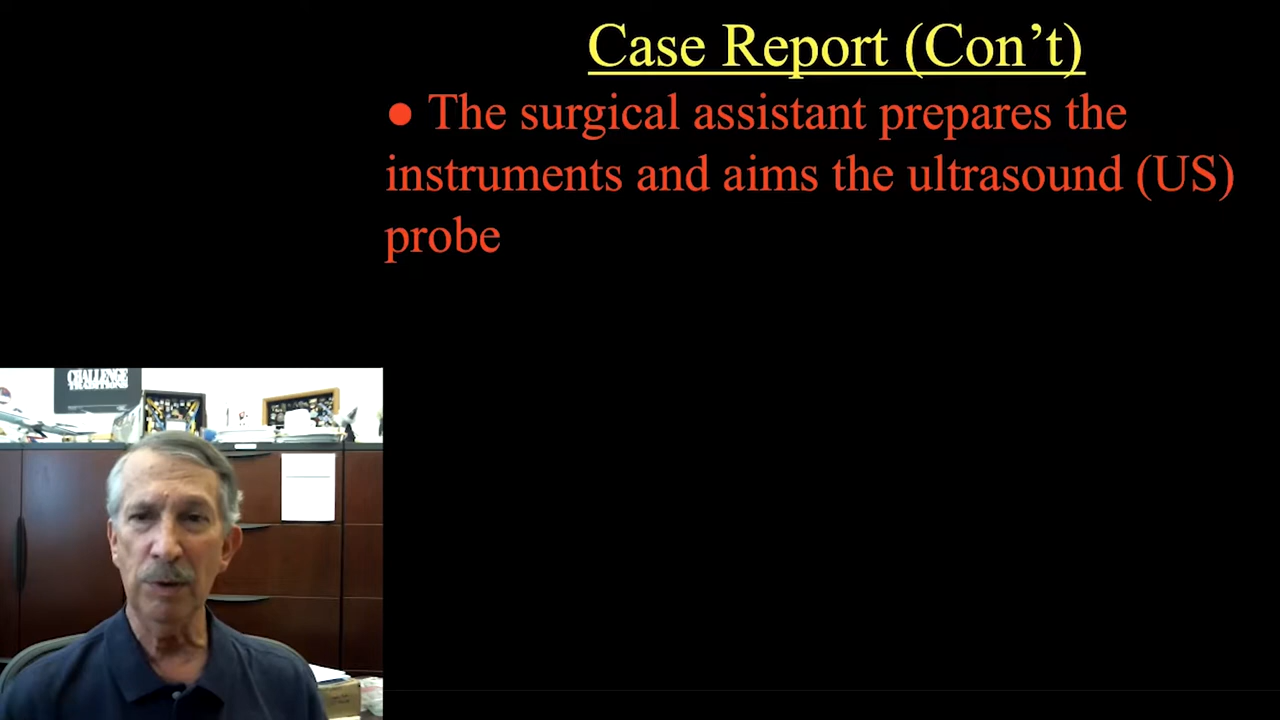 Case Report (Con’t)
● The surgical assistant prepares the
instruments and aims the ultrasound (US)
probe
CHALLENGE